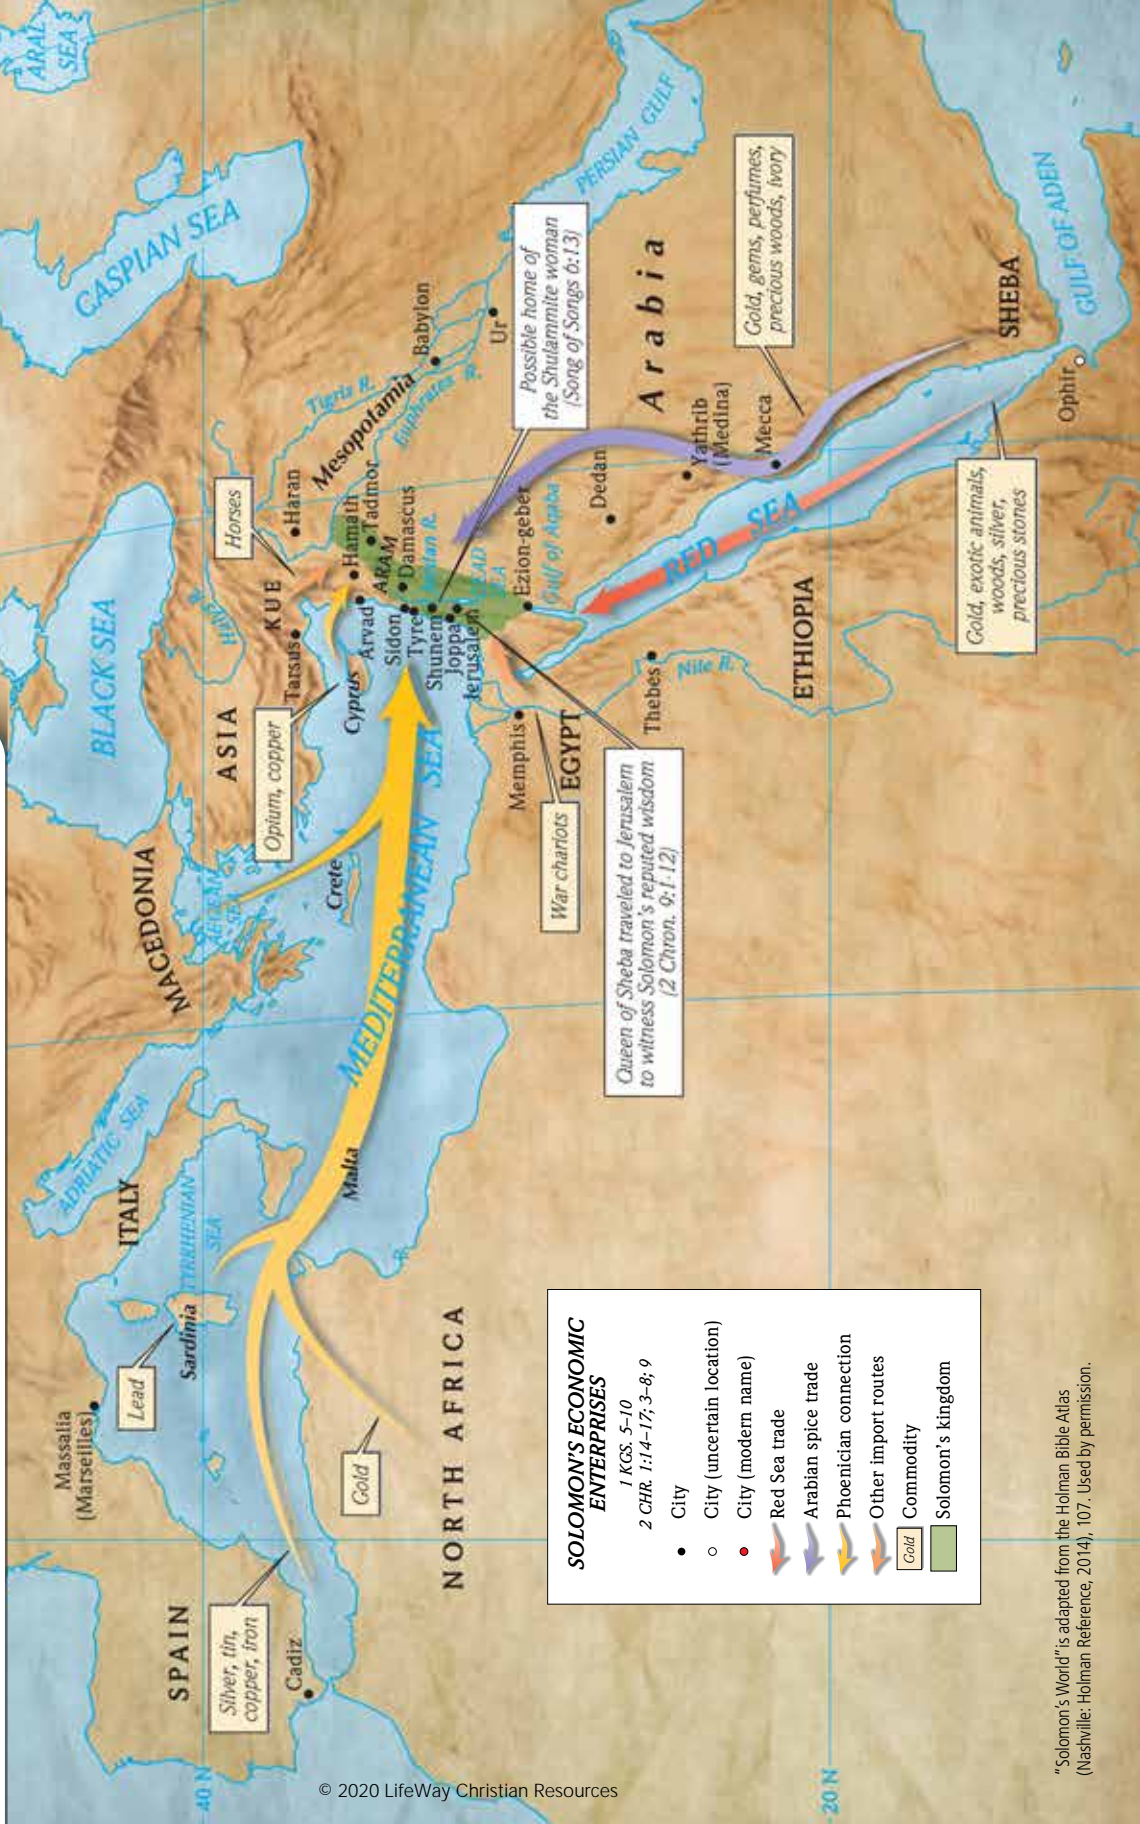 ARAL
SEA
CASPIAN SEA
BLACK SEA
ASIA
MACEDONIA
AEGEAN
SEA
ADRIATIC SEA
ITALY
TYRRHENIAN
SEA
Sardinia
Lead
Massalia
(Marseilles)
SPAIN
Silver, tin,
copper, iron
Cadiz
40 N
Gold
NORTH AFRICA
Malta
MEDITERRANEAN SEA
Crete
Opium, copper
Cyprus
Tarsus
KUE
Halys R.
Horses
Haran
Mesopotamia
Tigris R.
Euphrates R.
Babylon
Ur
PERSIAN GULF
Hamath
Tadmor
ARAM
Damascus
Arvad
Sidon
Tyre
Shunem
Joppa
Jerusalem
Jordan R.
DEAD
SEA
Ezion-geber
Gulf of Aqaba
Possible home of
the Shulammite woman
(Song of Songs 6:13)
Arabia
Dedan
Yathrib
(Medina)
Mecca
Gold, gems, perfumes,
precious woods, ivory
SHEBA
GULF OF ADEN
Ophir
RED SEA
Gold, exotic animals,
woods, silver,
precious stones
ETHIOPIA
Nile R.
Thebes
Memphis
EGYPT
War chariots
Queen of Sheba traveled to Jerusalem
to witness Solomon's reputed wisdom
(2 Chron. 9:1-12)
20 N
SOLOMON'S ECONOMIC
ENTERPRISES
1 KGS. 5–10
2 CHR. 1:14–17; 3–8; 9
City
City (uncertain location)
City (modern name)
Red Sea trade
Arabian spice trade
Phoenician connection
Other import routes
Gold
Commodity
Solomon's kingdom
"Solomon's World" is adapted from the Holman Bible Atlas
(Nashville: Holman Reference, 2014), 107. Used by permission.
© 2020 LifeWay Christian Resources